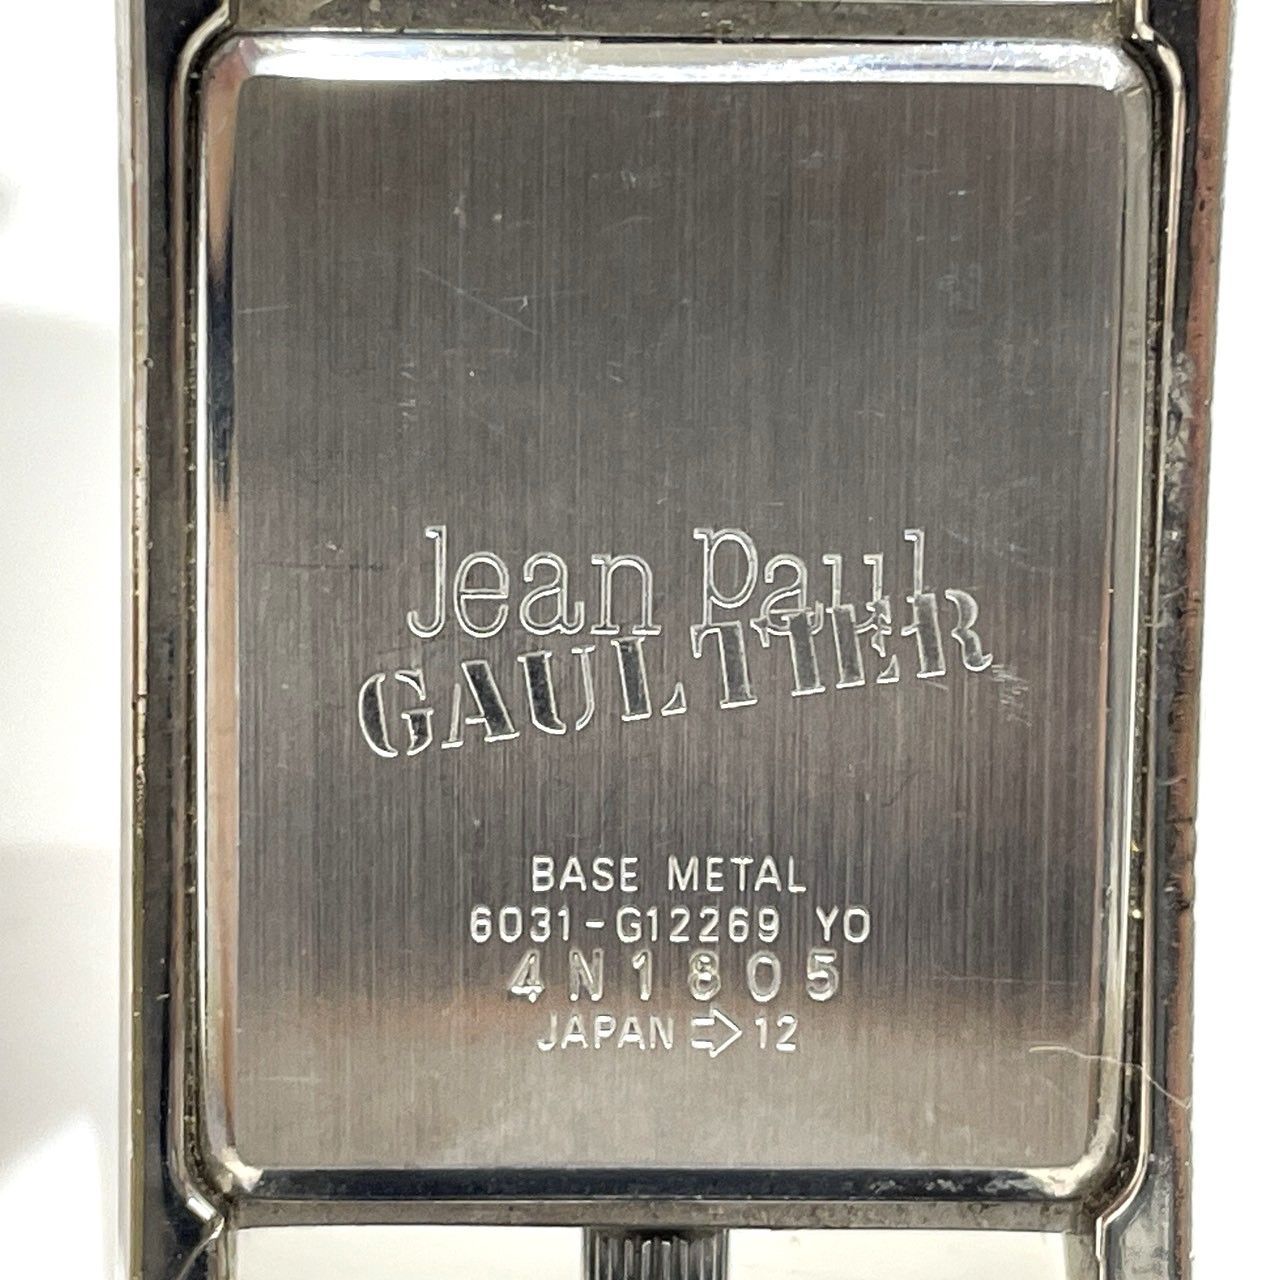 Jean Paul
GAULTIER
BASE METAL
6031-G12269 YO
4N1805
JAPAN ⇨ 12